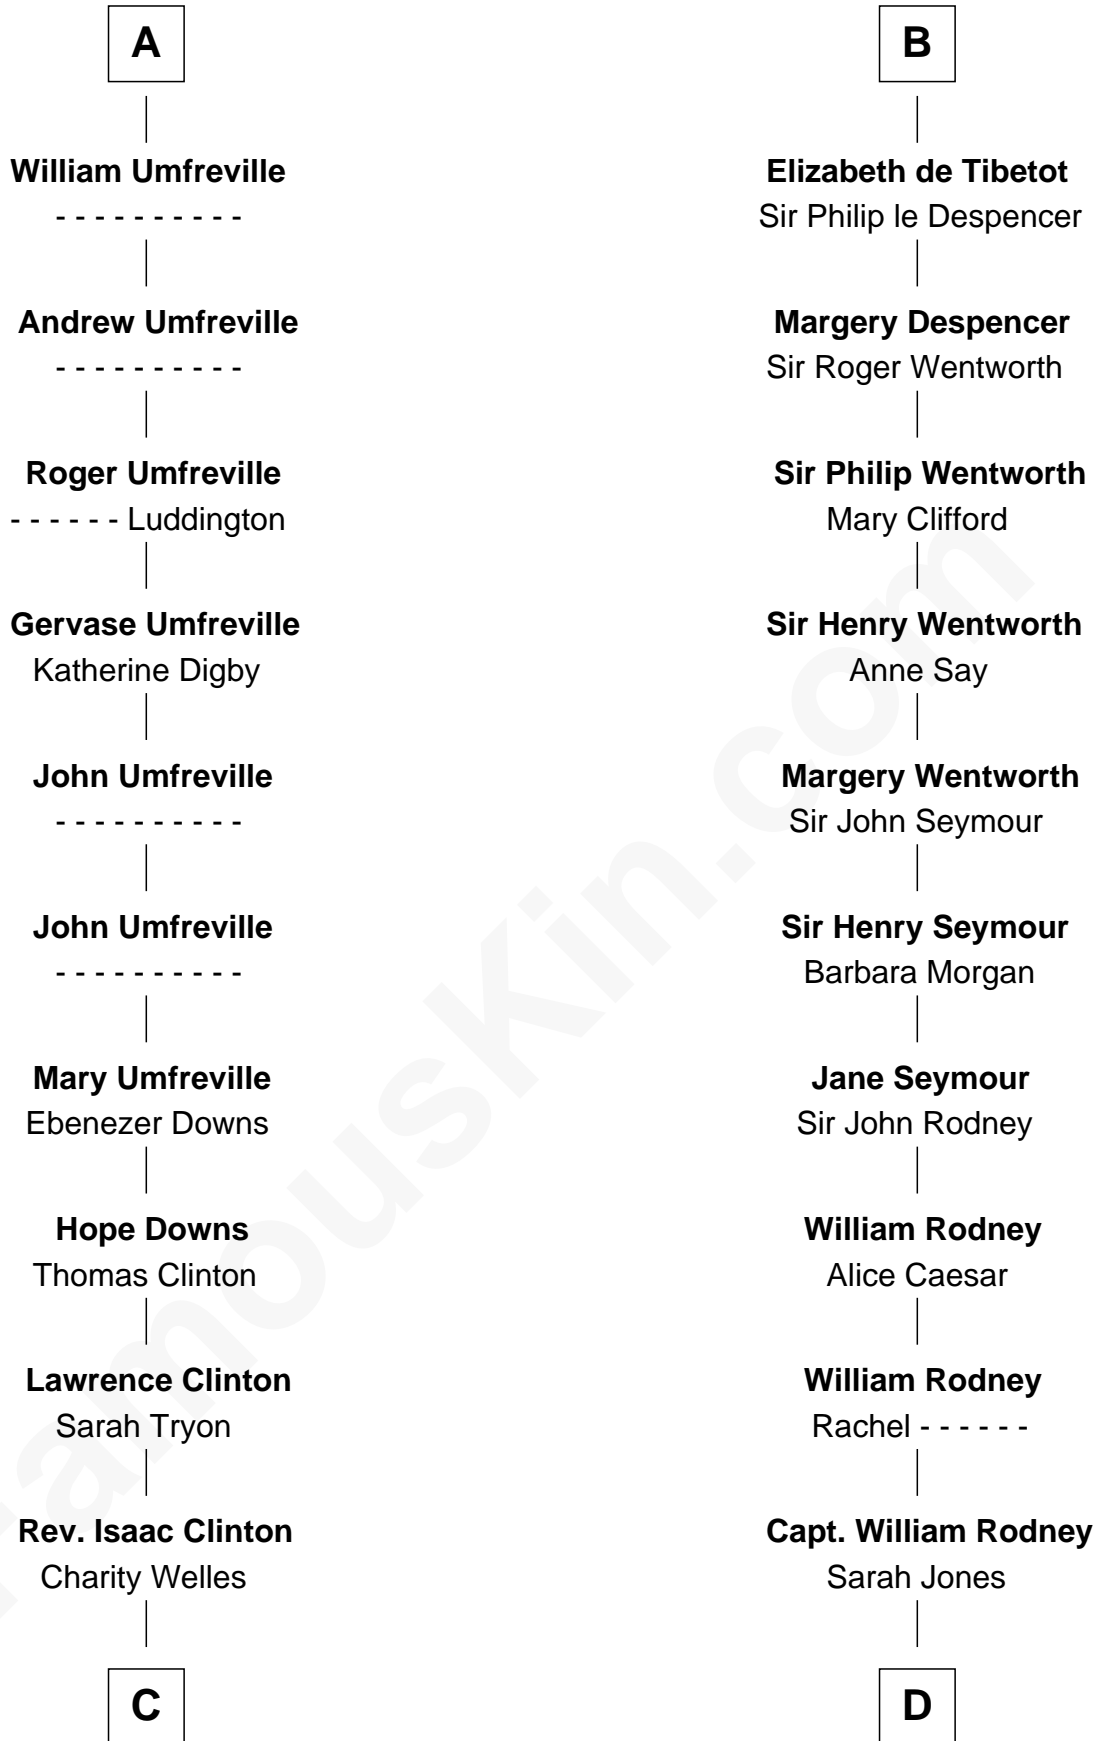 A
William Umfreville
- - - - - - - - - -
Andrew Umfreville
- - - - - - - - - -
Roger Umfreville
- - - - - - Luddington
Gervase Umfreville
Katherine Digby
John Umfreville
- - - - - - - - - -
John Umfreville
- - - - - - - - - -
Mary Umfreville
Ebenezer Downs
Hope Downs
Thomas Clinton
Lawrence Clinton
Sarah Tryon
Rev. Isaac Clinton
Charity Welles
C
B
Elizabeth de Tibetot
Sir Philip le Despencer
Margery Despencer
Sir Roger Wentworth
Sir Philip Wentworth
Mary Clifford
Sir Henry Wentworth
Anne Say
Margery Wentworth
Sir John Seymour
Sir Henry Seymour
Barbara Morgan
Jane Seymour
Sir John Rodney
William Rodney
Alice Caesar
William Rodney
Rachel - - - - - -
Capt. William Rodney
Sarah Jones
D
FamousKin.com